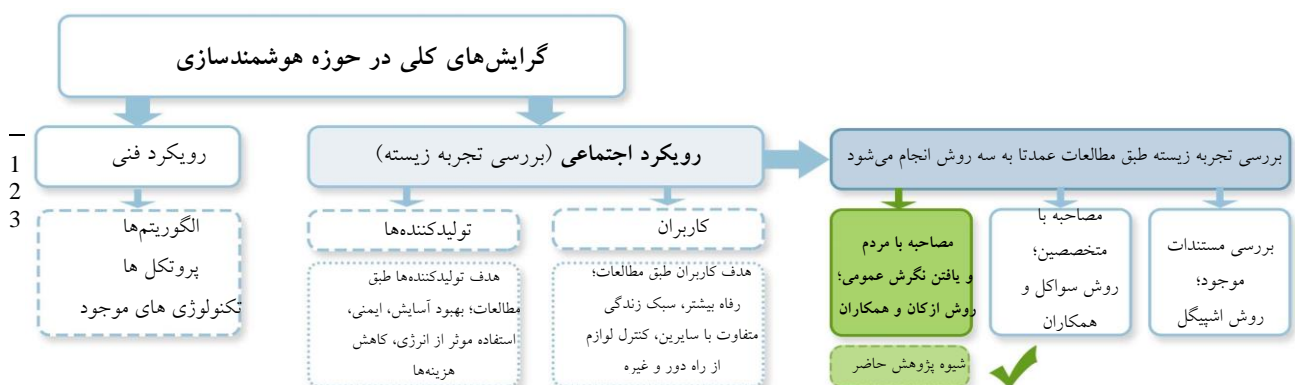 گرایش‌های کلی در حوزه هوشمندسازی
رویکرد فنی
رویکرد اجتماعی (بررسی تجربه زیسته)
بررسی تجربه زیسته طبق مطالعات عمدتا به سه روش انجام می‌شود
الگوریتم‌ها
پروتکل ها
تکنولوژی های موجود
تولیدکننده‌ها
هدف تولیدکننده‌ها طبق
مطالعات؛ بهبود آسایش، ایمنی،
استفاده موثر از انرژی، کاهش
هزینه‌ها
کاربران
هدف کاربران طبق مطالعات؛
رفاه بیشتر، سبک زندگی
متفاوت با سایرین، کنترل لوازم
از راه دور و غیره
مصاحبه با مردم
و یافتن نگرش عمومی؛
روش ازکان و همکاران
شیوه پژوهش حاضر
مصاحبه با
متخصصین؛
روش سواکل و
همکاران
بررسی مستندات
موجود؛
روش اشپیگل
–
1
2
3